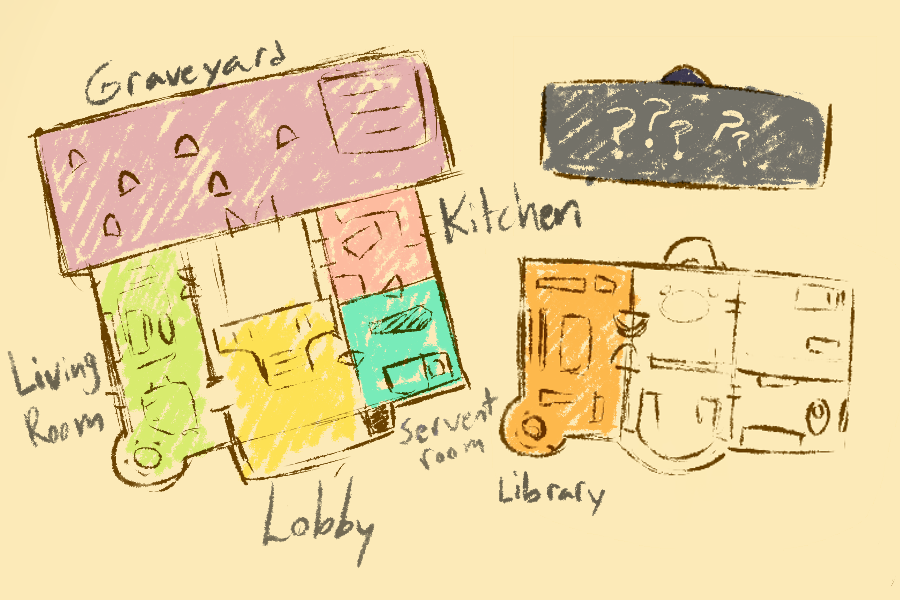 Graveyard
? ? ? ? ?
Kitchen
Living
Room
Servent
room
Library
Lobby